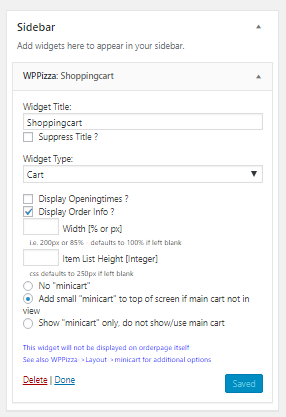 Sidebar
Add widgets here to appear in your sidebar.
WPPizza: Shoppingcart
Widget Title:
Shoppingcart
Suppress Title ?
Widget Type:
Cart
Display Openingtimes ?
Display Order Info ?
Width [% or px]
i.e. 200px or 85% - defaults to 100% if left blank
Item List Height [Integer]
css defaults to 250px if left blank
No "minicart"
Add small "minicart" to top of screen if main cart not in
view
Show "minicart" only, do not show/use main cart
This widget will not be displayed on orderpage itself
See also WPPizza ->Layout ->minicart for additional options
Delete | Done
Saved